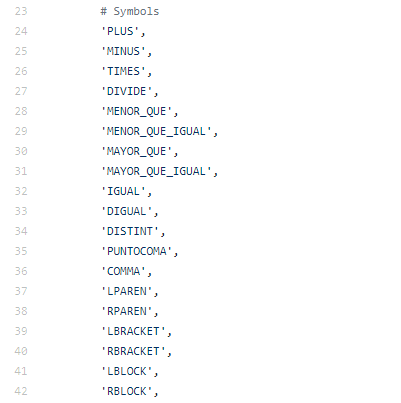 23 # Symbols
24 'PLUS',
25 'MINUS',
26 'TIMES',
27 'DIVIDE',
28 'MENOR_QUE',
29 'MENOR_QUE_IGUAL',
30 'MAYOR_QUE',
31 'MAYOR_QUE_IGUAL',
32 'IGUAL',
33 'DIGUAL',
34 'DISTINT',
35 'PUNTOCOMA',
36 'COMMA',
37 'LPAREN',
38 'RPAREN',
39 'LBRACKET',
40 'RBRACKET',
41 'LBLOCK',
42 'RBLOCK',